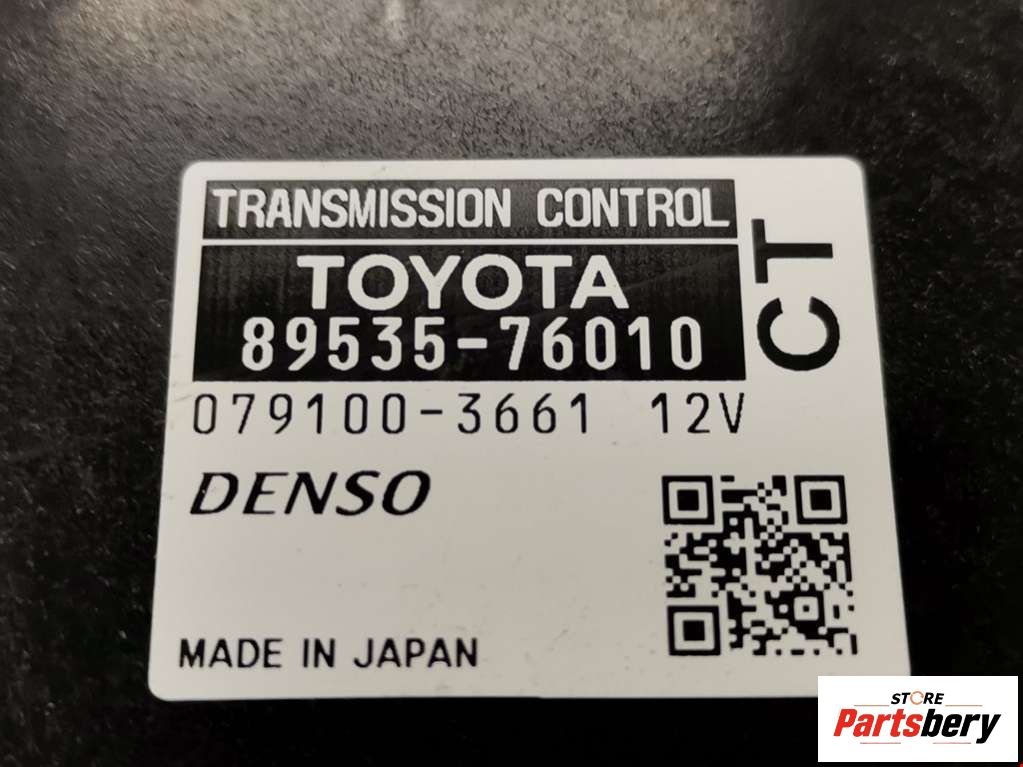 TRANSMISSION CONTROL
TOYOTA
89535-76010
CT
079100-3661 12V
DENSO
MADE IN JAPAN
STORE
Partsbery